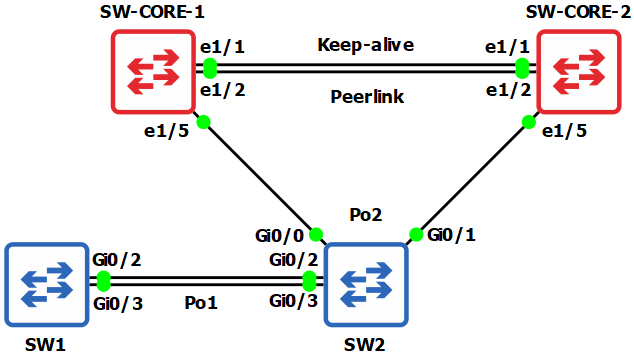 SW-CORE-1
SW-CORE-2
e1/1
Keep-alive
e1/1
e1/2
Peerlink
e1/2
e1/5
e1/5
Po2
Gi0/0
Gi0/1
Gi0/2
Gi0/2
Gi0/3
Po1
Gi0/3
SW1
SW2